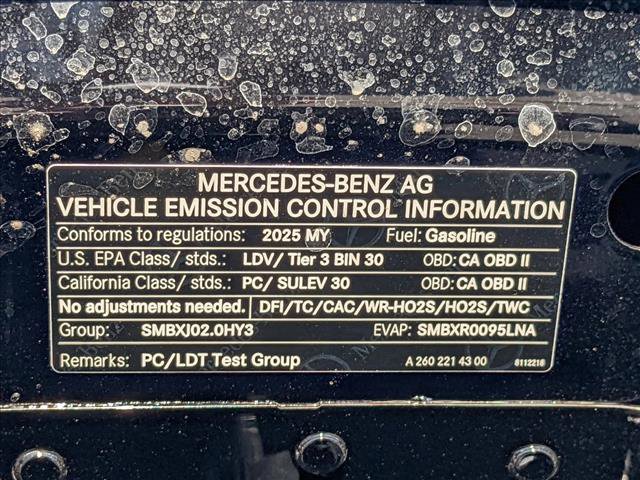 MERCEDES-BENZ AG
VEHICLE EMISSION CONTROL INFORMATION
Conforms to regulations: 2025 MY Fuel: Gasoline
U.S. EPA Class/ stds.: LDV/ Tier 3 BIN 30 OBD: CA OBD II
California Class/ stds.: PC/ SULEV 30 OBD: CA OBD II
No adjustments needed. DFI/TC/CAC/WR-HO2S/HO2S/TWC
Group: SMBXJ02.0HY3 EVAP: SMBXR0095LNA
Remarks: PC/LDT Test Group A 260 221 43 00 8112218